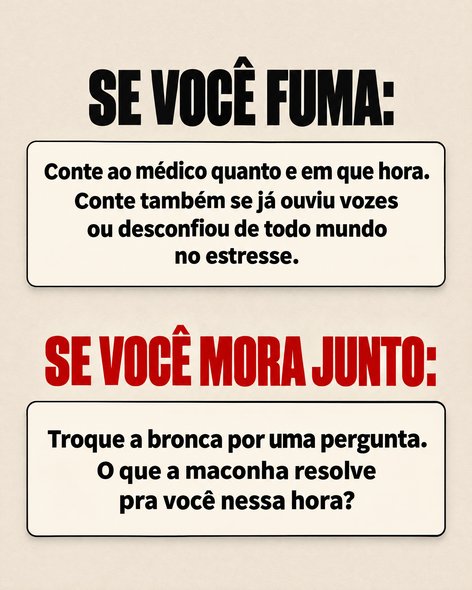 SE VOCÊ FUMA:
Conte ao médico quanto e em que hora.
Conte também se já ouviu vozes
ou desconfiou de todo mundo
no estresse.
SE VOCÊ MORA JUNTO:
Troque a bronca por uma pergunta.
O que a maconha resolve
pra você nessa hora?